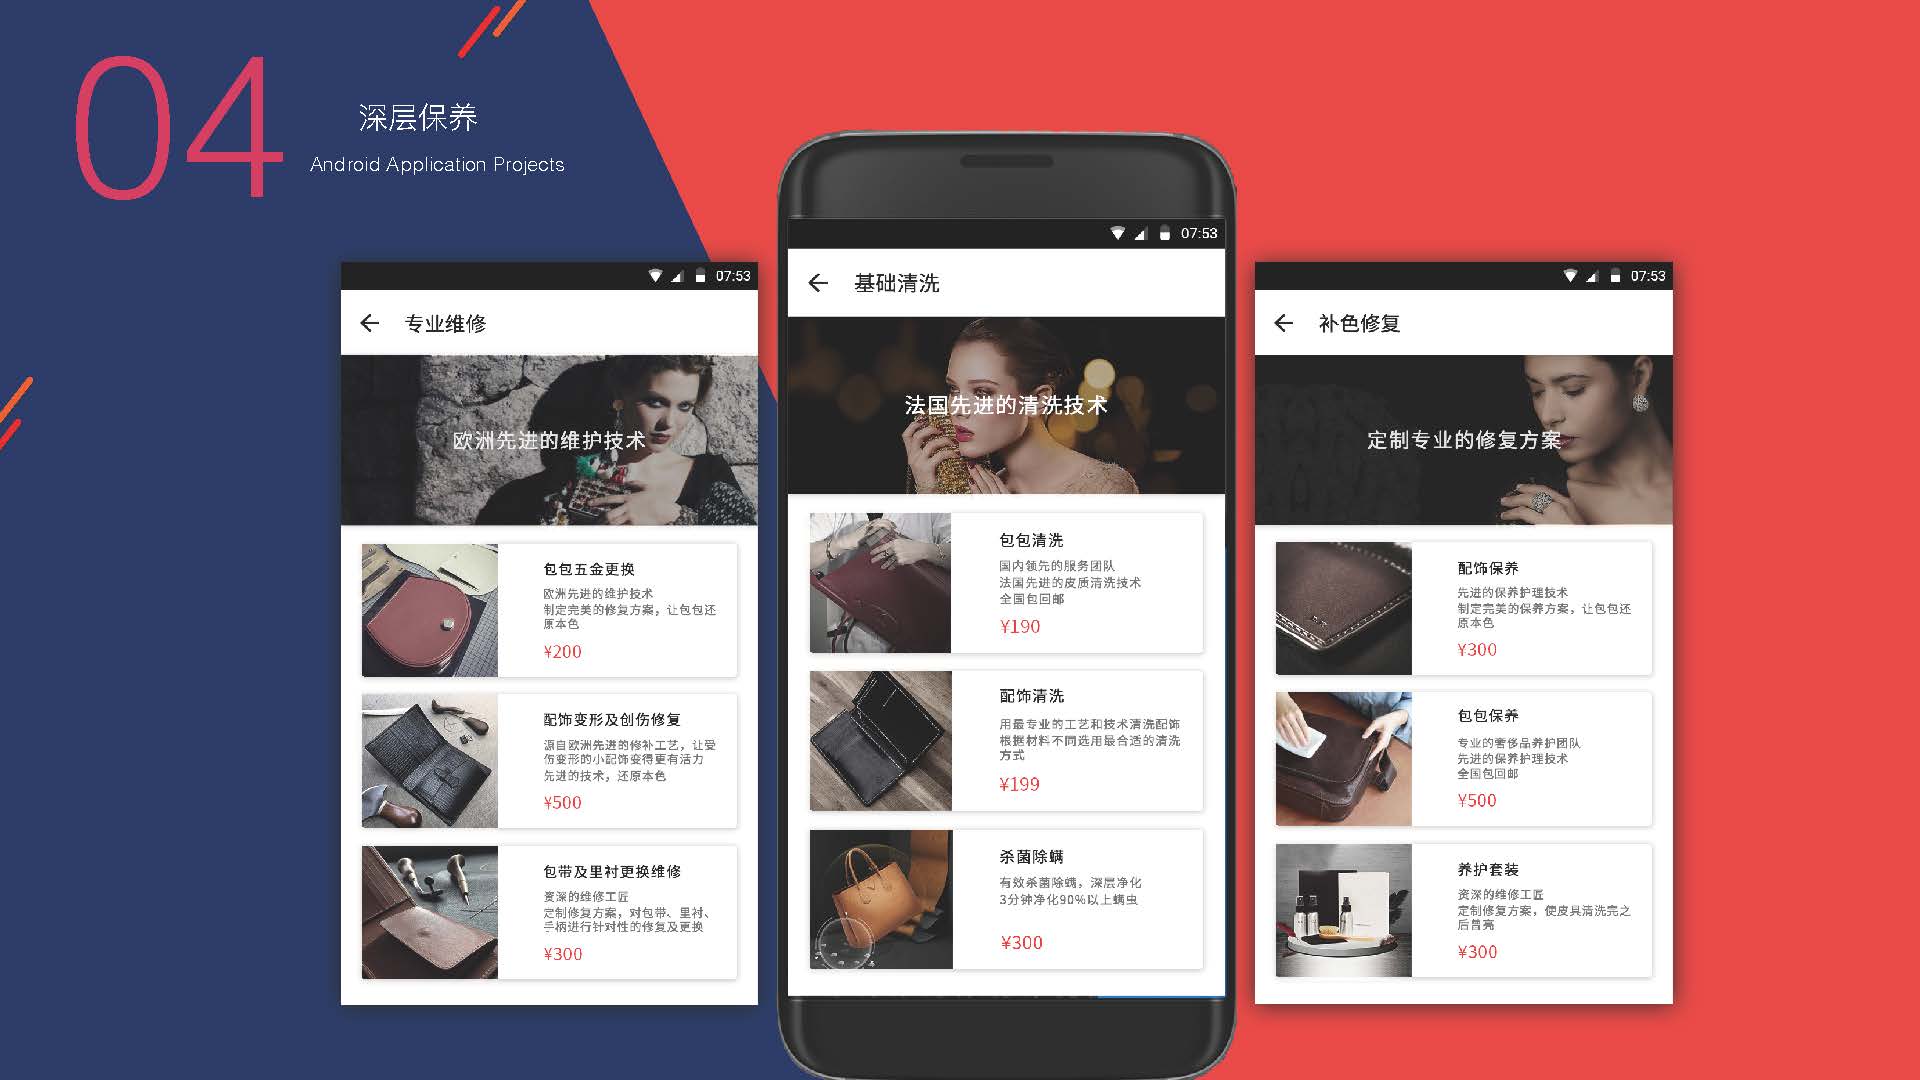 04
深层保养
Android Application Projects
07:53
专业维修
欧洲先进的维护技术
包包五金更换
欧洲先进的维护技术
制定完美的修复方案，让包包还
原本色
¥200
配饰变形及创伤修复
源自欧洲先进的修补工艺，让受
伤变形的小配饰变得更有活力
先进的技术，还原本色
¥500
包带及里衬更换维修
资深的维修工匠
定制修复方案，对包带、里衬、
手柄进行针对性的修复及更换
¥300
07:53
基础清洗
法国先进的清洗技术
包包清洗
国内领先的服务团队
法国先进的皮质清洗技术
全国包回邮
¥190
配饰清洗
用最专业的工艺和技术清洗配饰
根据材料不同选用最合适的清洗
方式
¥199
杀菌除螨
有效杀菌除螨，深层净化
3分钟净化90%以上螨虫
¥300
07:53
补色修复
定制专业的修复方案
配饰保养
先进的保养护理技术
制定完美的保养方案，让包包还
原本色
¥300
包包保养
专业的奢侈品养护团队
先进的保养护理技术
全国包回邮
¥500
养护套装
资深的维修工匠
定制修复方案，使皮具清洗完之
后曾亮
¥300